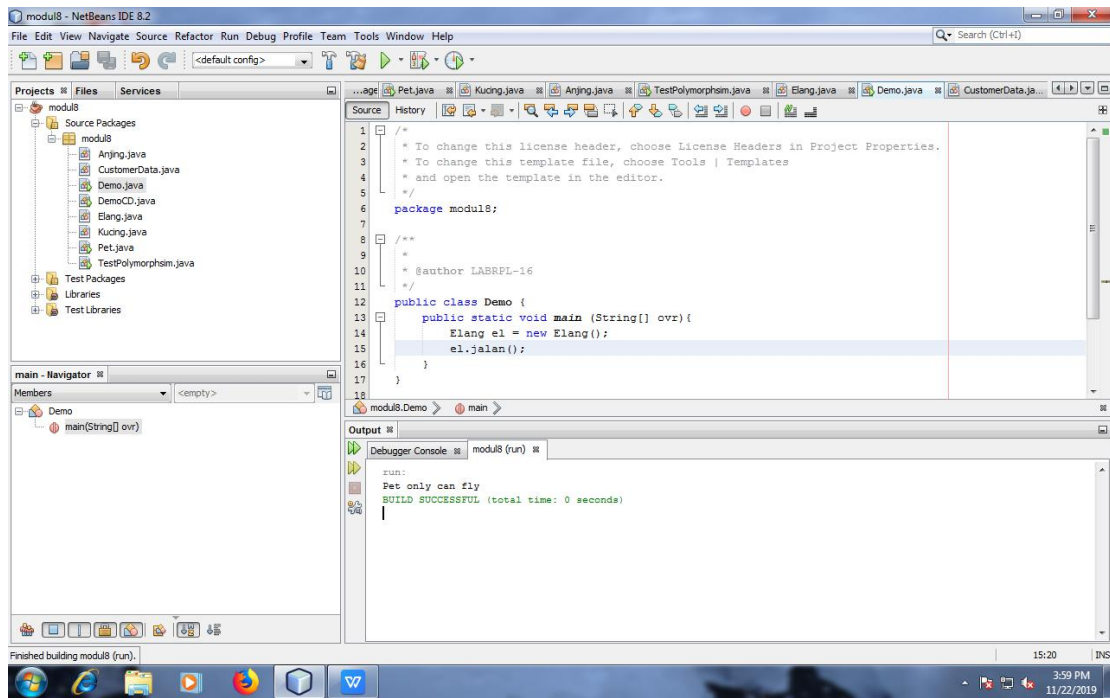 modul8 - NetBeans IDE 8.2
File Edit View Navigate Source Refactor Run Debug Profile Team Tools Window Help
Search (Ctrl+I)
<default config>
Projects Files Services
...age Pet.java Kucing.java Anjing.java TestPolymorphsim.java Elang.java Demo.java CustomerData.ja...
Source History
modul8
Source Packages
modul8
Anjing.java
CustomerData.java
Demo.java
DemoCD.java
Elang.java
Kucing.java
Pet.java
TestPolymorphsim.java
Test Packages
Libraries
Test Libraries
1 /*
2 * To change this license header, choose License Headers in Project Properties.
3 * To change this template file, choose Tools | Templates
4 * and open the template in the editor.
5 */
6 package modul8;
7
8 /**
9 *
10 * @author LABRPL-16
11 */
12 public class Demo {
13 public static void main (String[] ovr){
14 Elang el = new Elang();
15 el.jalan();
16 }
17 }
18
modul8.Demo main
main - Navigator
Members <empty>
Demo
main(String[] ovr)
Output
Debugger Console modul8 (run)
run:
Pet only can fly
BUILD SUCCESSFUL (total time: 0 seconds)
Finished building modul8 (run).
15:20 INS
3:59 PM
11/22/2019